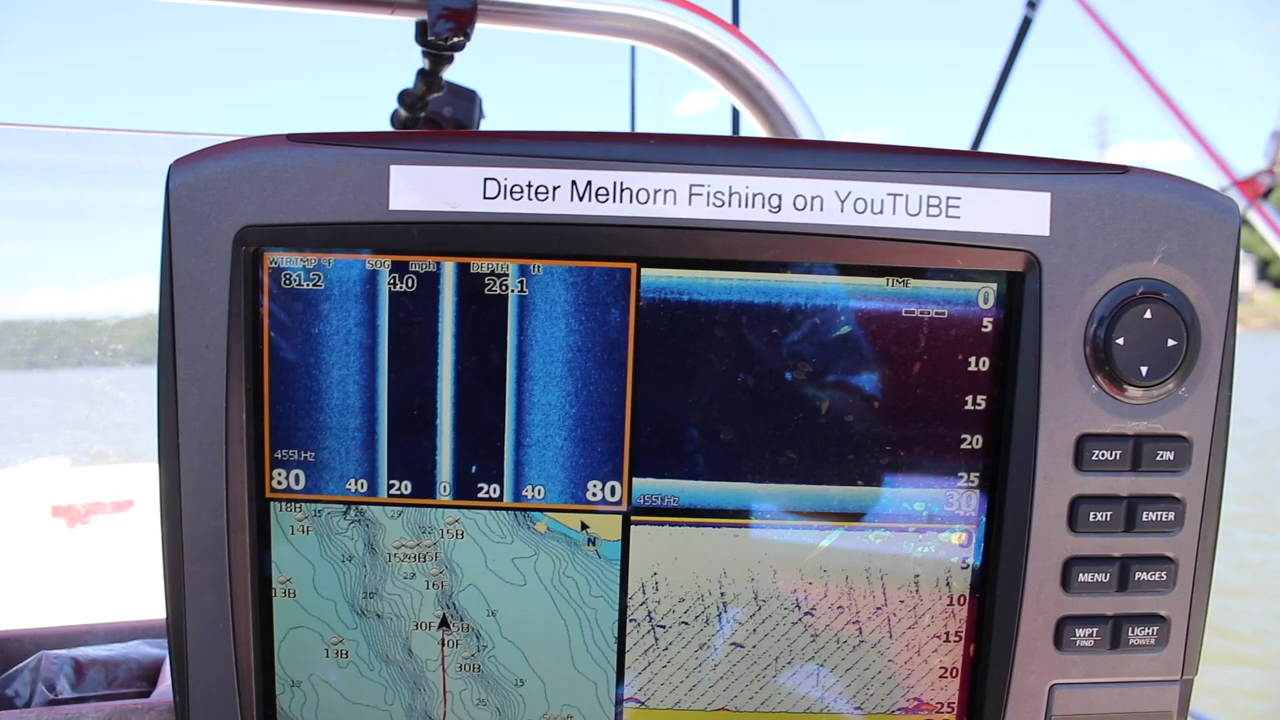 Dieter Melhorn Fishing on YouTUBE
WTRTMP °F SOG mph DEPTH ft
81.2 4.0 26.1
455kHz
80 40 20 0 20 40 80
TIME
0
5
10
15
20
25
30
455kHz
18B
14F
15B
16F
13B
13B
30F
40F
30B
N
0
5
10
15
20
25
ZOUT ZIN
EXIT ENTER
MENU PAGES
WPT LIGHT
FIND POWER